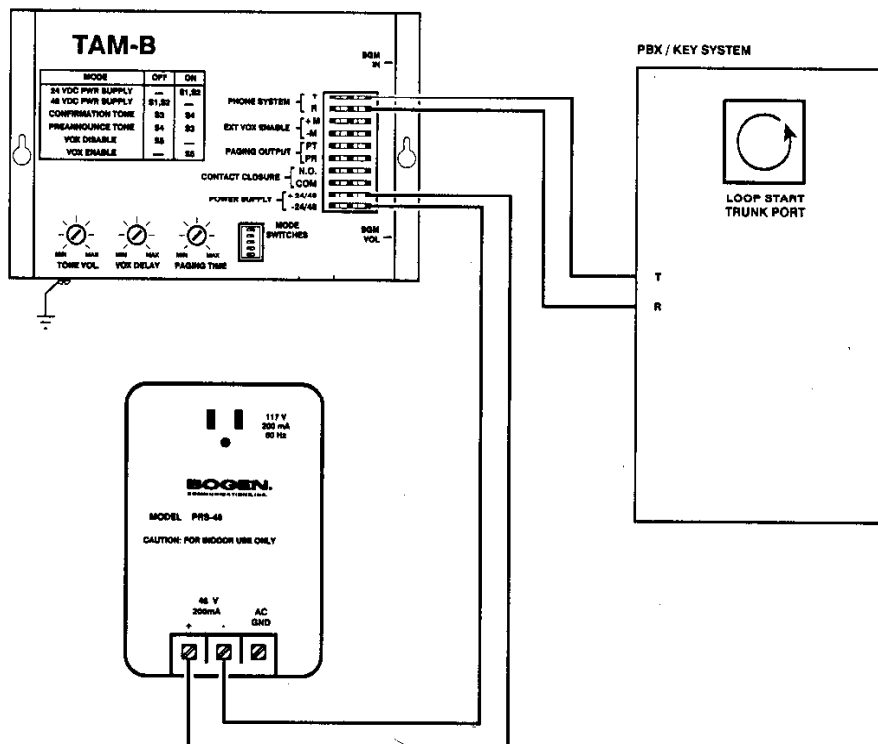 TAM-B
BGM
IN
MODE OFF ON
24 VDC PWR SUPPLY — S1,S2
48 VDC PWR SUPPLY S1,S2 —
CONFIRMATION TONE S3 S4
PREANNOUNCE TONE S4 S3
VOX DISABLE S5 —
VOX ENABLE — S5
PHONE SYSTEM T
R
EXT VOX ENABLE +M
-M
PAGING OUTPUT PT
PR
CONTACT CLOSURE N.O.
COM
POWER SUPPLY + 24/48
-24/48
MODE
SWITCHES
BGM
VOL
MIN MAX MIN MAX MIN MAX
TONE VOL. VOX DELAY PAGING TIME
PBX / KEY SYSTEM
LOOP START
TRUNK PORT
T
R
117 V
200 mA
60 Hz
BOGEN.
COMMUNICATIONS, INC.
MODEL PRS-48
CAUTION: FOR INDOOR USE ONLY
48 V
200mA
AC
GND
+ -